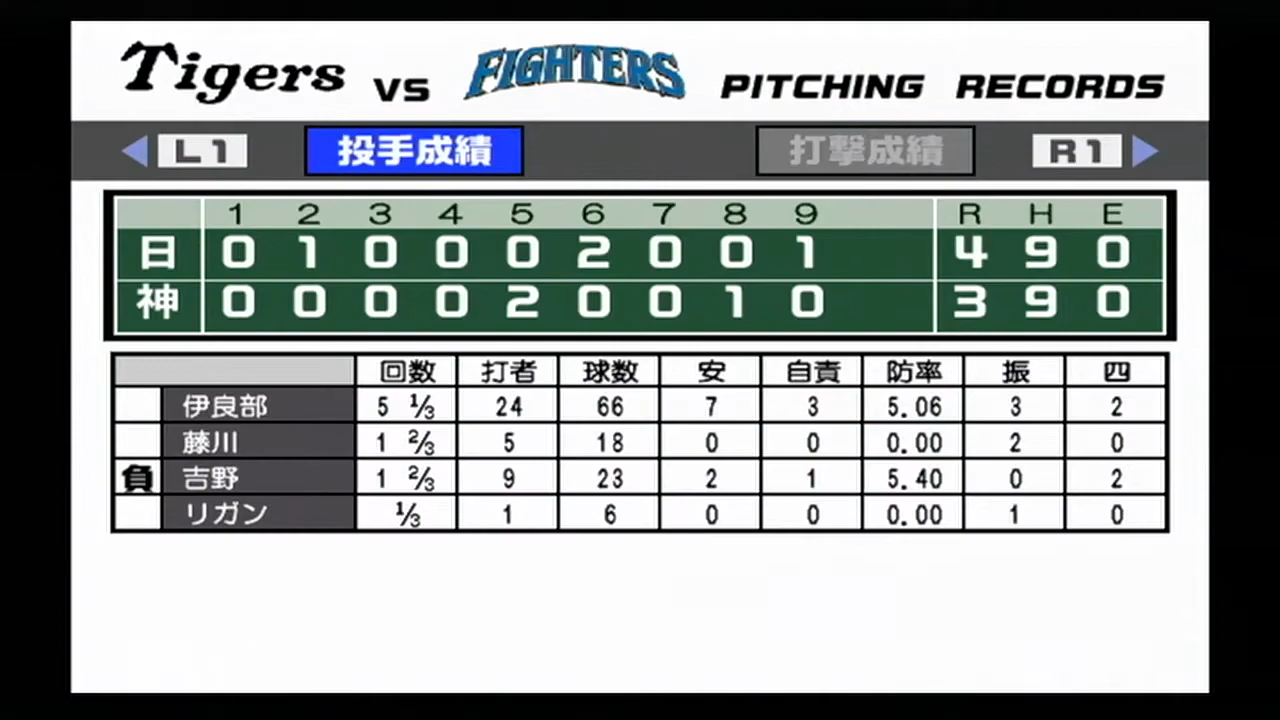 Tigers VS FIGHTERS PITCHING RECORDS
L1 投手成績 打撃成績 R1
1 2 3 4 5 6 7 8 9 R H E
日 0 1 0 0 0 2 0 0 1 4 9 0
神 0 0 0 0 2 0 0 1 0 3 9 0
回数 打者 球数 安 自責 防率 振 四
伊良部 5 ⅓ 24 66 7 3 5.06 3 2
藤川 1 ⅔ 5 18 0 0 0.00 2 0
負 吉野 1 ⅔ 9 23 2 1 5.40 0 2
リガン ⅓ 1 6 0 0 0.00 1 0